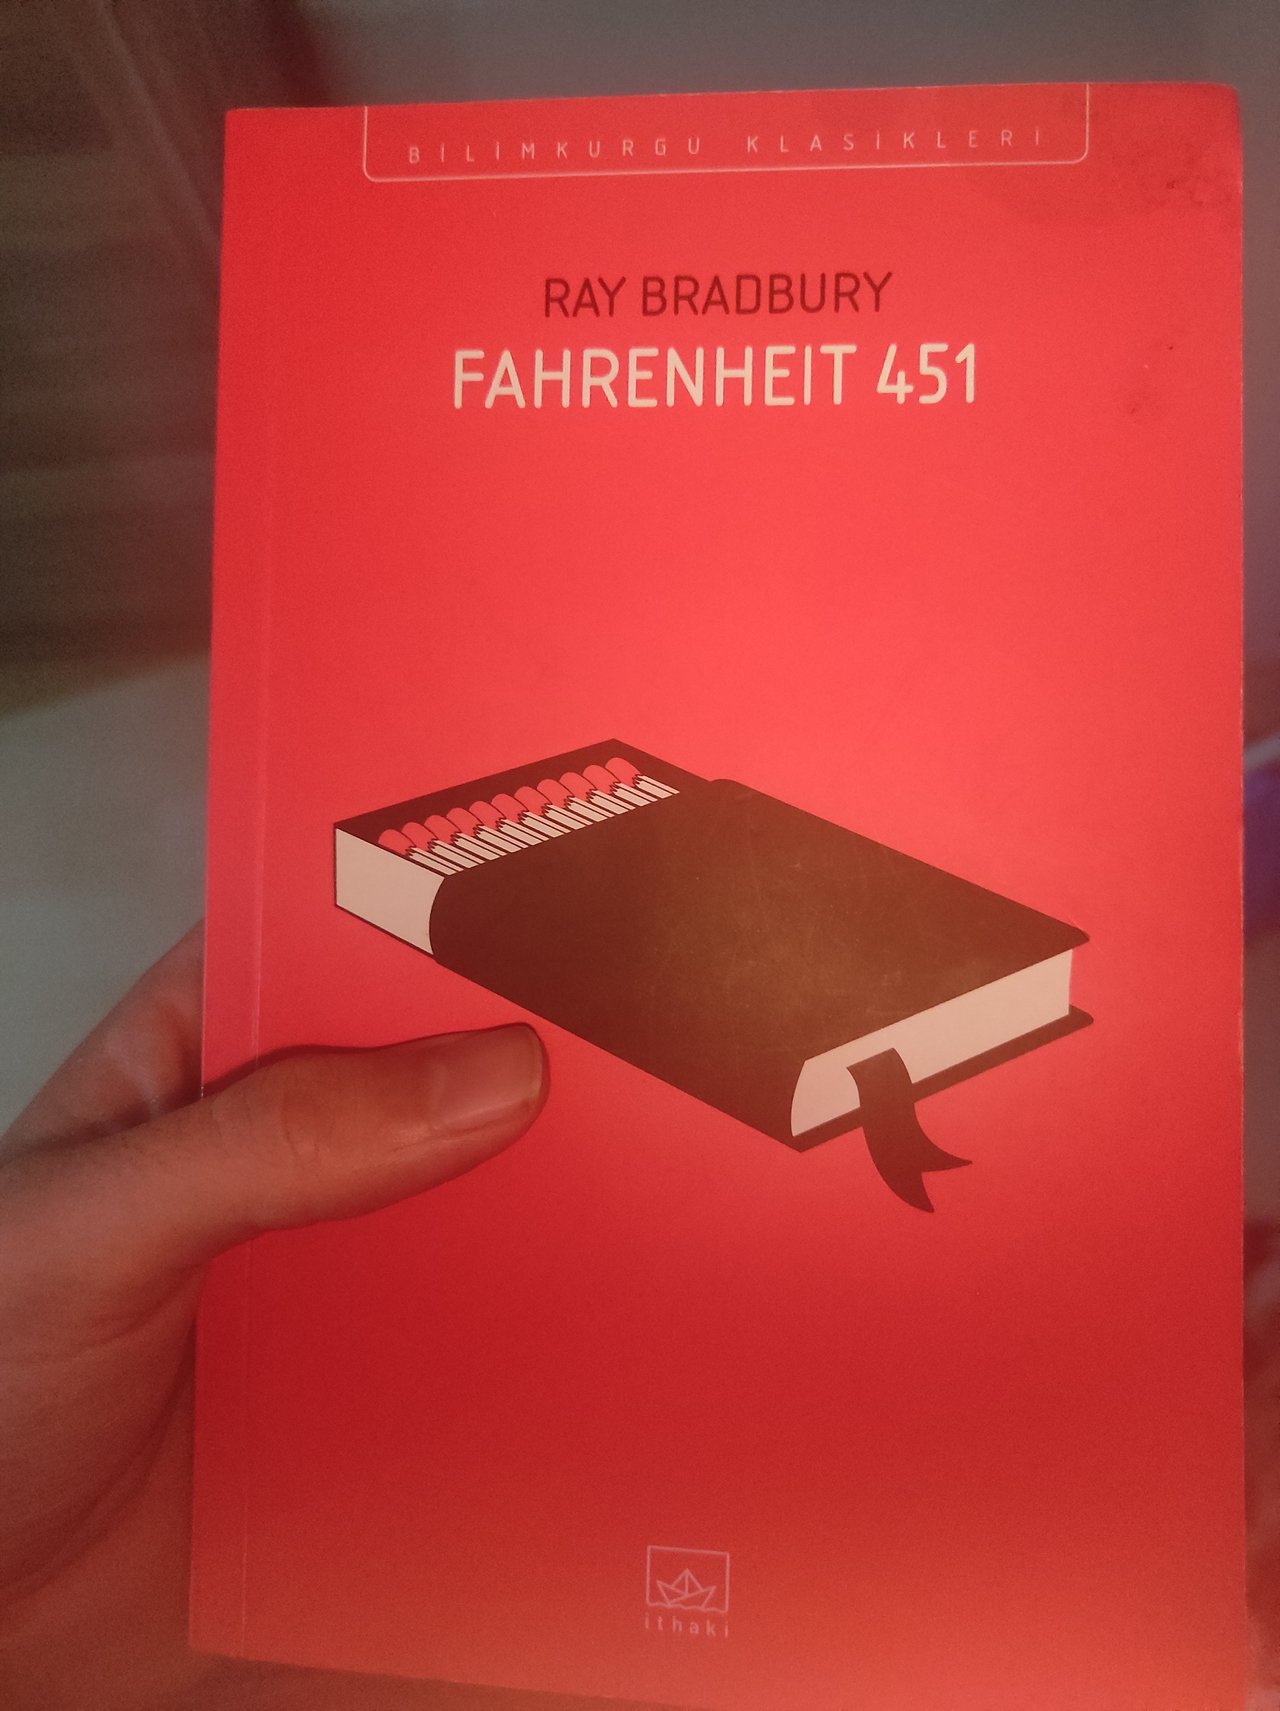 BİLİMKURGU KLASİKLERİ
RAY BRADBURY
FAHRENHEIT 451
ithaki